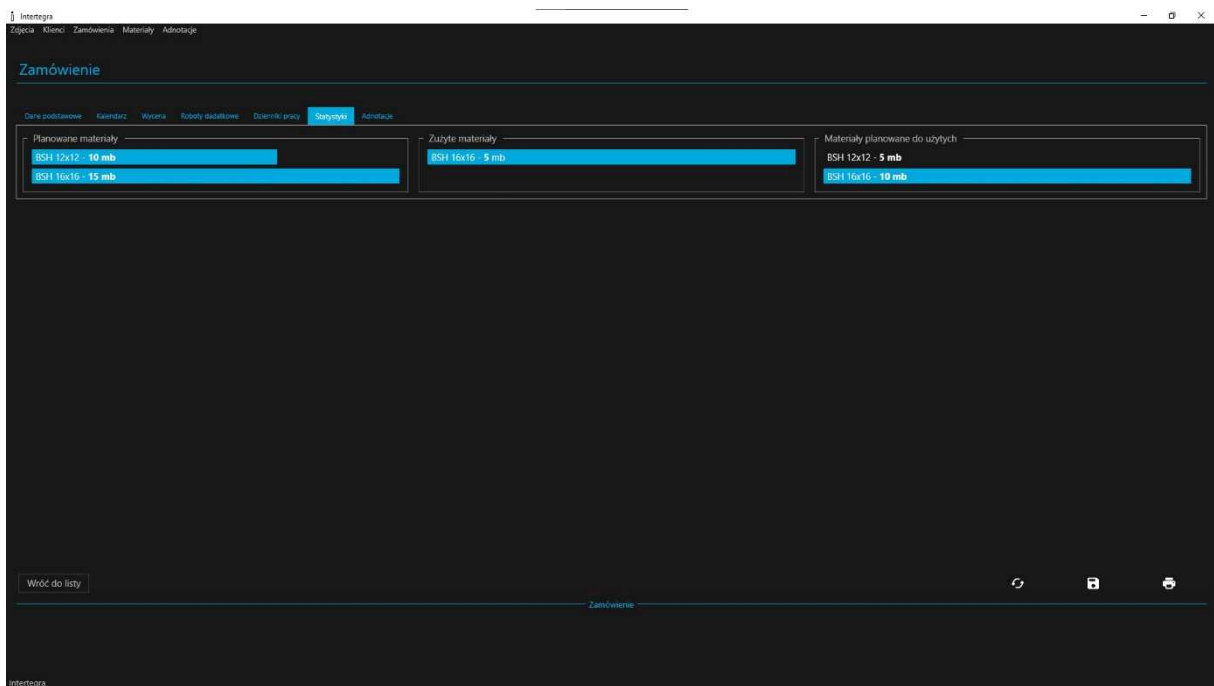 Intertegra
Zdjęcia Klienci Zamówienia Materiały Adnotacje
Zamówienie
Dane podstawowe Kalendarz Wycena Roboty dodatkowe Dzienniki pracy Statystyki Adnotacje
Planowane materiały
BSH 12x12 - 10 mb
BSH 16x16 - 15 mb
Zużyte materiały
BSH 16x16 - 5 mb
Materiały planowane do użytych
BSH 12x12 - 5 mb
BSH 16x16 - 10 mb
Wróć do listy
Zamówienie
Intertegra